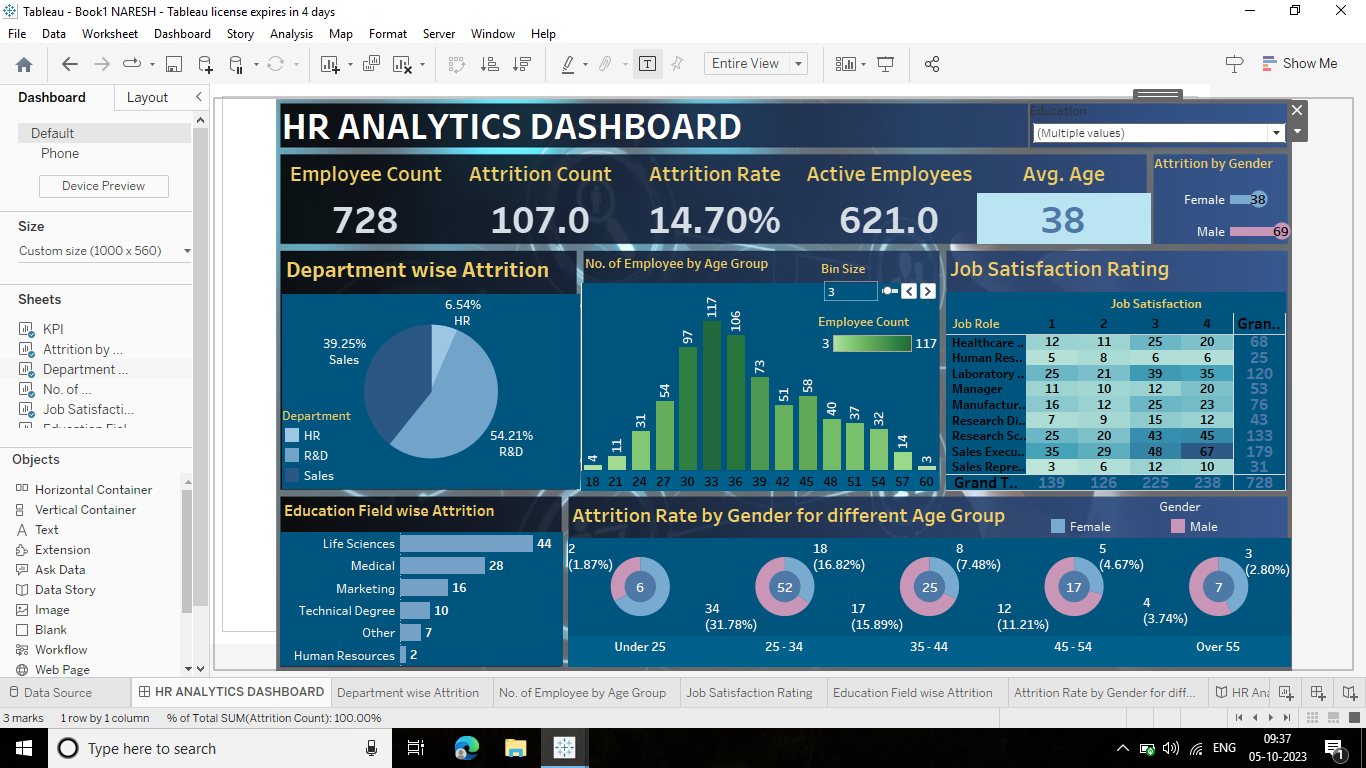 Tableau - Book1 NARESH - Tableau license expires in 4 days
File Data Worksheet Dashboard Story Analysis Map Format Server Window Help
Entire View
Show Me
Dashboard Layout
Default
Phone
Device Preview
Size
Custom size (1000 x 560)
Sheets
KPI
Attrition by ...
Department ...
No. of ...
Job Satisfacti...
Objects
Horizontal Container
Vertical Container
Text
Extension
Ask Data
Data Story
Image
Blank
Workflow
Web Page
HR ANALYTICS DASHBOARD
Education
(Multiple values)
Employee Count Attrition Count Attrition Rate Active Employees Avg. Age
728 107.0 14.70% 621.0 38
Attrition by Gender
Female 38
Male 69
Department wise Attrition
6.54%
HR
39.25%
Sales
54.21%
R&D
Department
HR
R&D
Sales
No. of Employee by Age Group
Bin Size
3
Employee Count
3 117
4 11 31 54 97 117 106 73 51 58 40 37 32 14 3
18 21 24 27 30 33 36 39 42 45 48 51 54 57 60
Job Satisfaction Rating
Job Satisfaction
Job Role 1 2 3 4 Gran..
Healthcare .. 12 11 25 20 68
Human Res.. 5 8 6 6 25
Laboratory .. 25 21 39 35 120
Manager 11 10 12 20 53
Manufactur.. 16 12 25 23 76
Research Di.. 7 9 15 12 43
Research Sc.. 25 20 43 45 133
Sales Execu.. 35 29 48 67 179
Sales Repre.. 3 6 12 10 31
Grand T.. 139 126 225 238 728
Education Field wise Attrition
Life Sciences 44
Medical 28
Marketing 16
Technical Degree 10
Other 7
Human Resources 2
Attrition Rate by Gender for different Age Group
Gender
Female Male
2
(1.87%)
6
Under 25
18
(16.82%)
52
34
(31.78%)
25 - 34
8
(7.48%)
25
17
(15.89%)
35 - 44
5
(4.67%)
17
12
(11.21%)
45 - 54
3
(2.80%)
7
4
(3.74%)
Over 55
Data Source HR ANALYTICS DASHBOARD Department wise Attrition No. of Employee by Age Group Job Satisfaction Rating Education Field wise Attrition Attrition Rate by Gender for diff... HR
3 marks 1 row by 1 column % of Total SUM(Attrition Count): 100.00%
Type here to search
ENG
09:37
05-10-2023
1